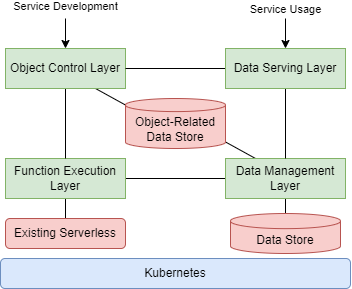 Service Development
Service Usage
Object Control Layer
Data Serving Layer
Object-Related
Data Store
Function Execution
Layer
Data Management
Layer
Existing Serverless
Data Store
Kubernetes